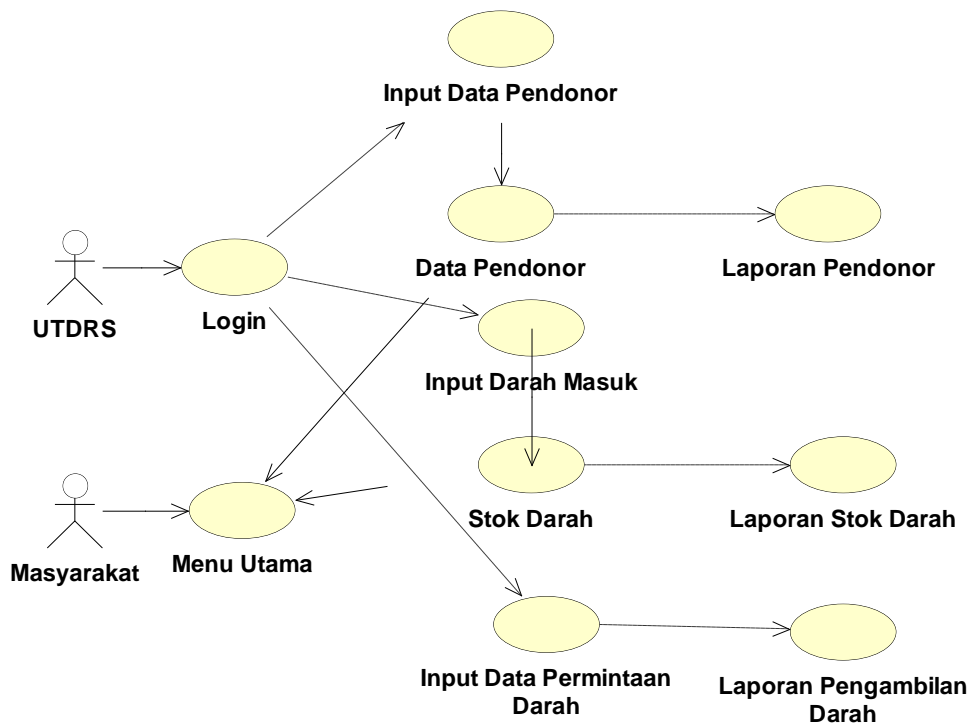 Input Data Pendonor
Data Pendonor
Laporan Pendonor
UTDRS
Login
Input Darah Masuk
Stok Darah
Laporan Stok Darah
Masyarakat
Menu Utama
Input Data Permintaan
Darah
Laporan Pengambilan
Darah